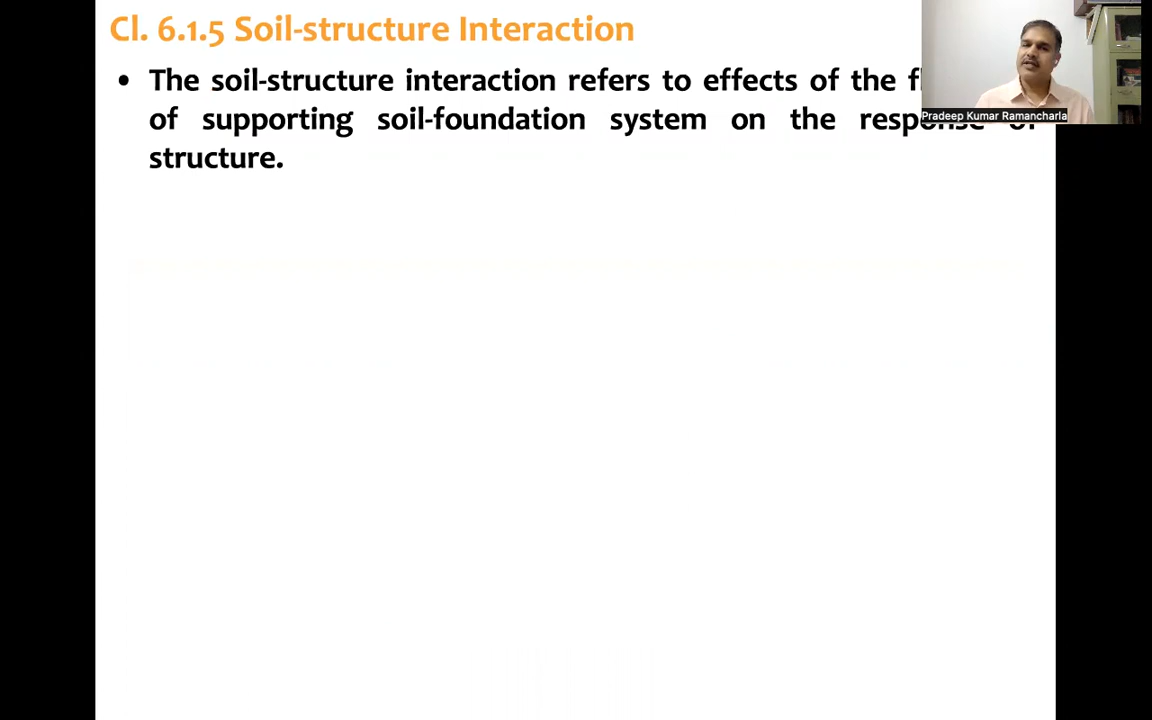 Cl. 6.1.5 Soil-structure Interaction
• The soil-structure interaction refers to effects of the
of supporting soil-foundation system on the response of
structure.
Pradeep Kumar Ramancharla